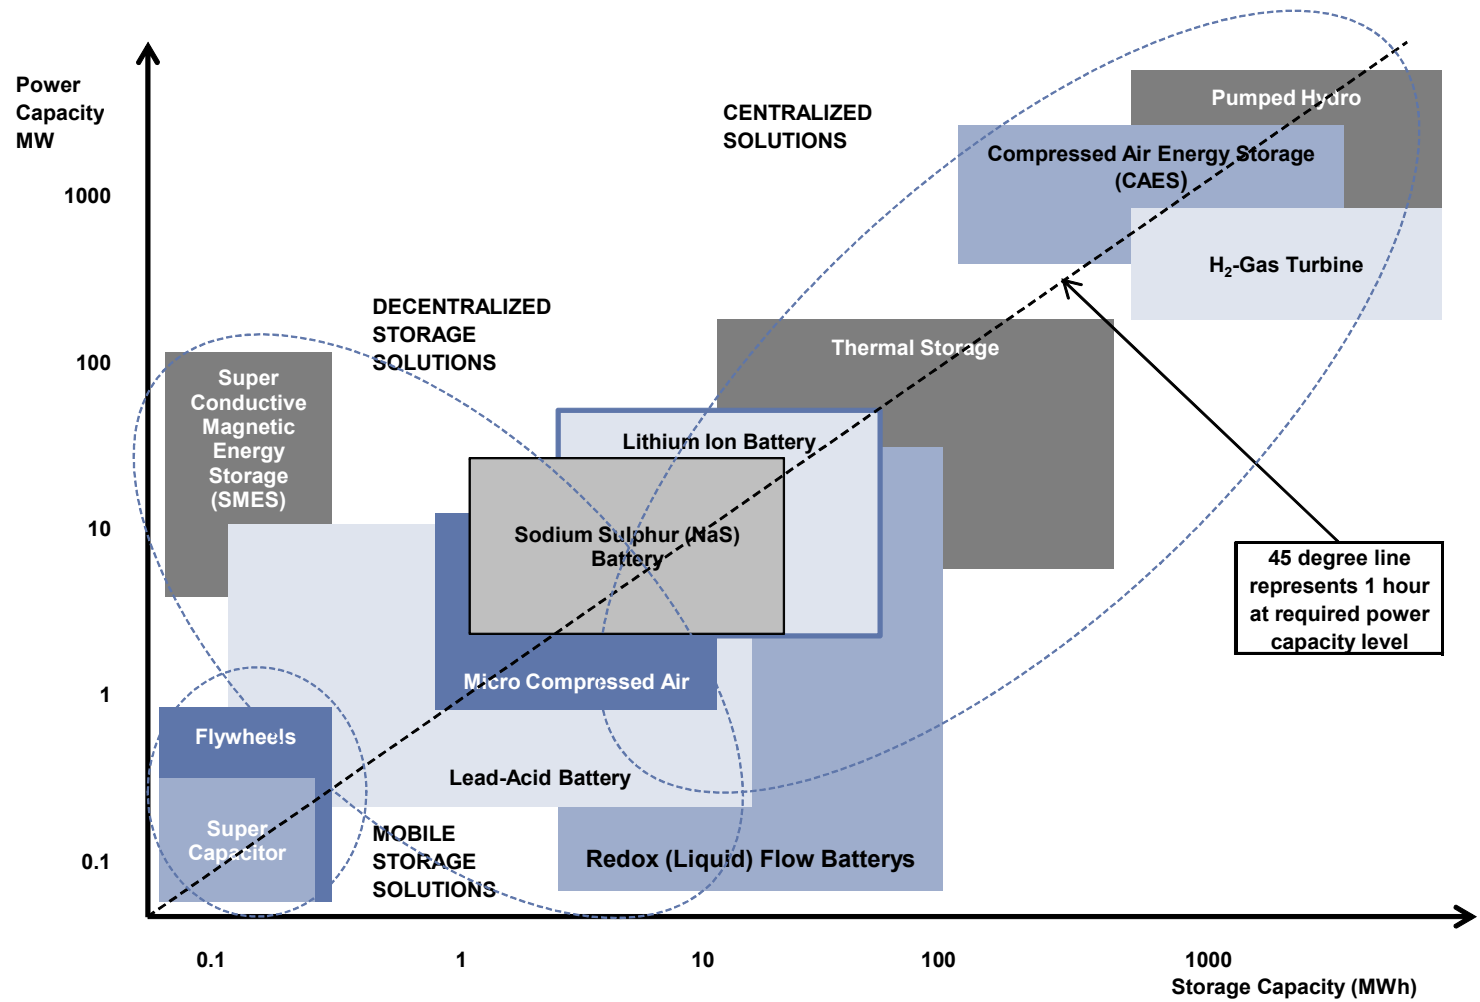 Power
Capacity
MW
1000
100
10
1
0.1
CENTRALIZED
SOLUTIONS
Pumped Hydro
Compressed Air Energy Storage
(CAES)
H₂-Gas Turbine
DECENTRALIZED
STORAGE
SOLUTIONS
Thermal Storage
Super
Conductive
Magnetic
Energy
Storage
(SMES)
Lithium Ion Battery
Sodium Sulphur (NaS)
Battery
45 degree line
represents 1 hour
at required power
capacity level
Micro Compressed Air
Flywheels
Lead-Acid Battery
Super
Capacitor
MOBILE
STORAGE
SOLUTIONS
Redox (Liquid) Flow Batterys
0.1
1
10
100
1000
Storage Capacity (MWh)